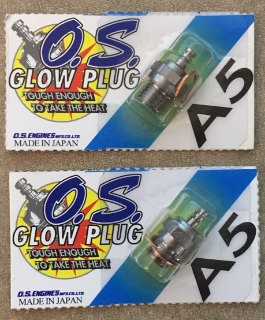 O.S.
GLOW PLUG
TOUGH ENOUGH
TO TAKE THE HEAT
A5
O.S. ENGINES MFG.CO.,LTD
MADE IN JAPAN
O.S.
GLOW PLUG
TOUGH ENOUGH
TO TAKE THE HEAT
A5
O.S. ENGINES MFG.CO.,LTD
MADE IN JAPAN